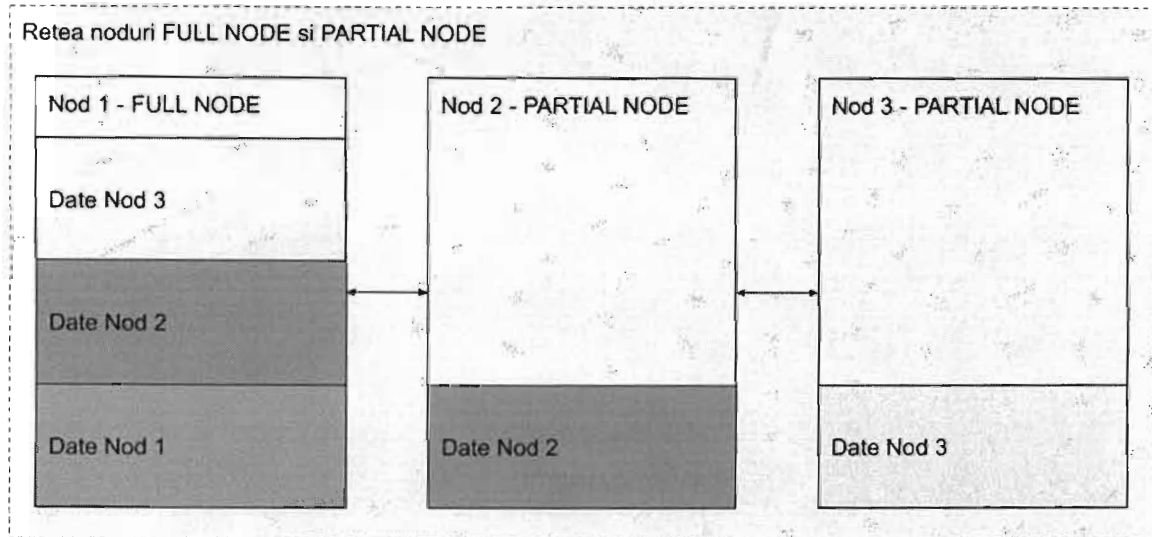 Retea noduri FULL NODE si PARTIAL NODE
Nod 1 - FULL NODE
Date Nod 3
Date Nod 2
Date Nod 1
Nod 2 - PARTIAL NODE
Date Nod 2
Nod 3 - PARTIAL NODE
Date Nod 3